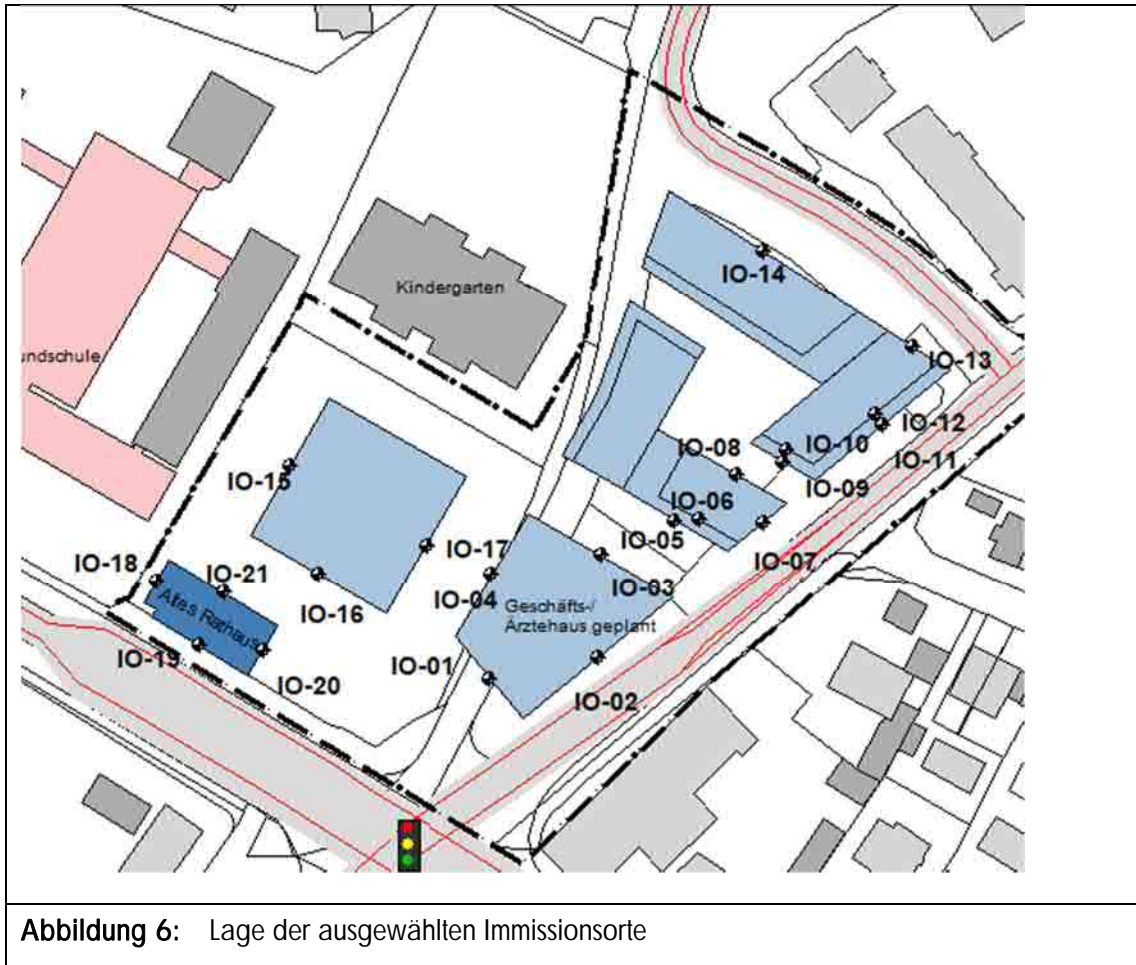 IO-14
Kindergarten
IO-13
undschule
IO-12
IO-08
IO-10
IO-11
IO-15
IO-09
IO-06
IO-05
IO-17
IO-18
IO-21
IO-07
IO-16
IO-04
IO-03
Geschäfts-/
Ärztehaus geplant
Altes Rathaus
IO-19
IO-01
IO-20
IO-02
Abbildung 6: Lage der ausgewählten Immissionsorte